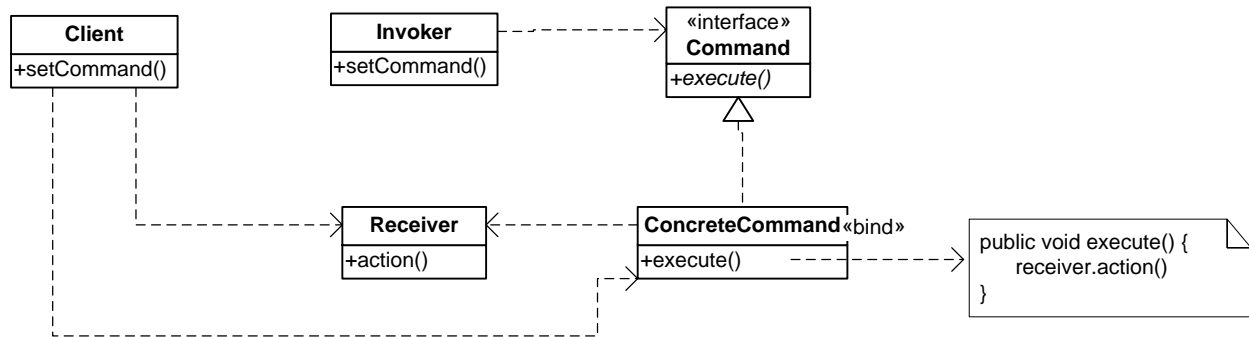 Client
+setCommand()
Invoker
+setCommand()
«interface»
Command
+execute()
Receiver
+action()
ConcreteCommand
+execute()
«bind»
public void execute() {
receiver.action()
}